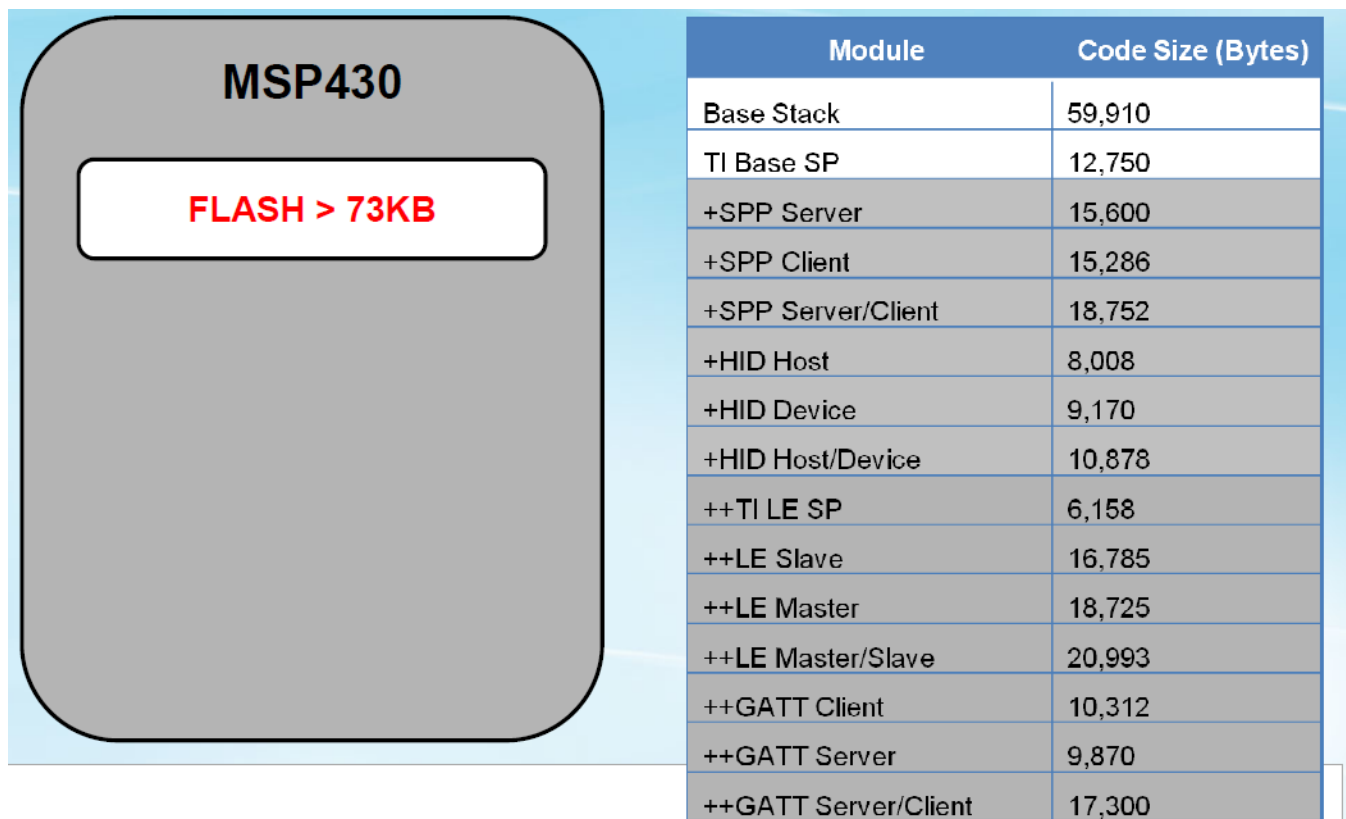 MSP430
FLASH > 73KB
Module Code Size (Bytes)
Base Stack 59,910
TI Base SP 12,750
+SPP Server 15,600
+SPP Client 15,286
+SPP Server/Client 18,752
+HID Host 8,008
+HID Device 9,170
+HID Host/Device 10,878
++TI LE SP 6,158
++LE Slave 16,785
++LE Master 18,725
++LE Master/Slave 20,993
++GATT Client 10,312
++GATT Server 9,870
++GATT Server/Client 17,300